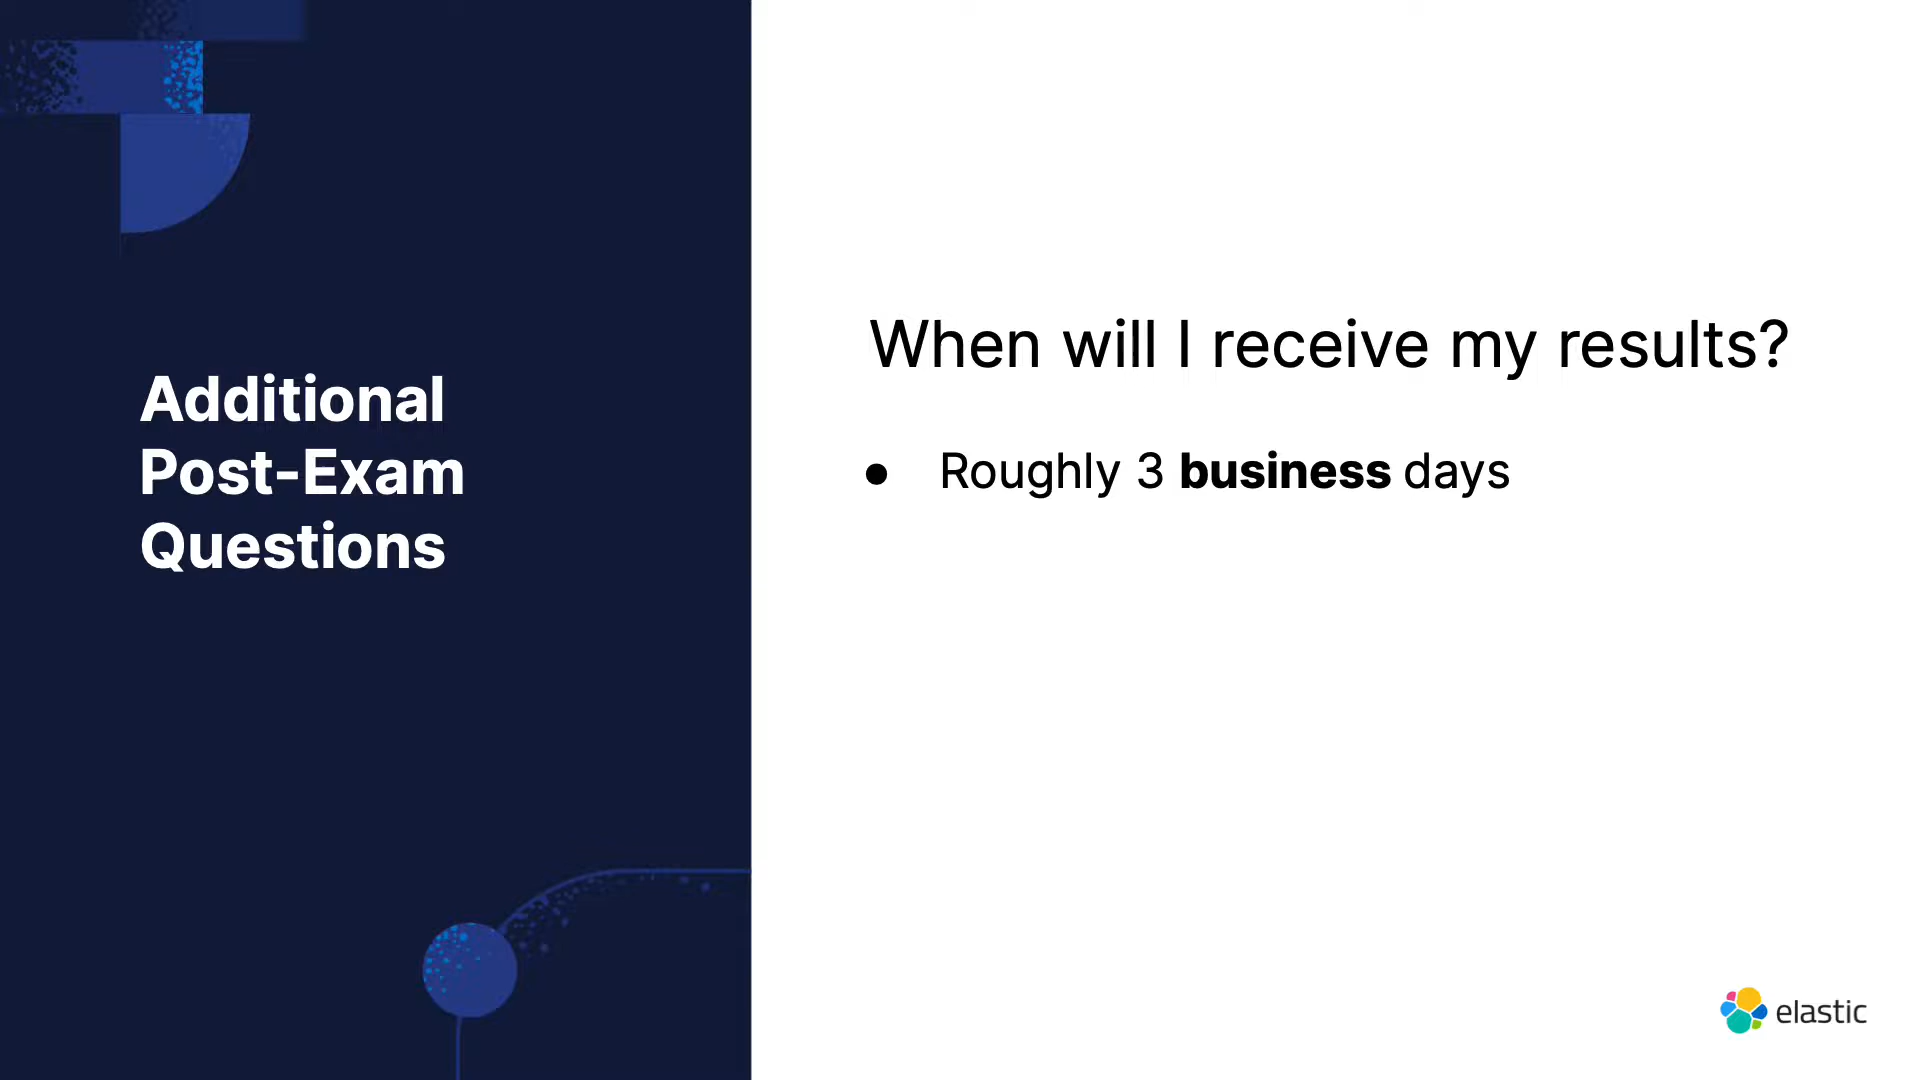 Additional
Post-Exam
Questions
When will I receive my results?
● Roughly 3 business days
elastic